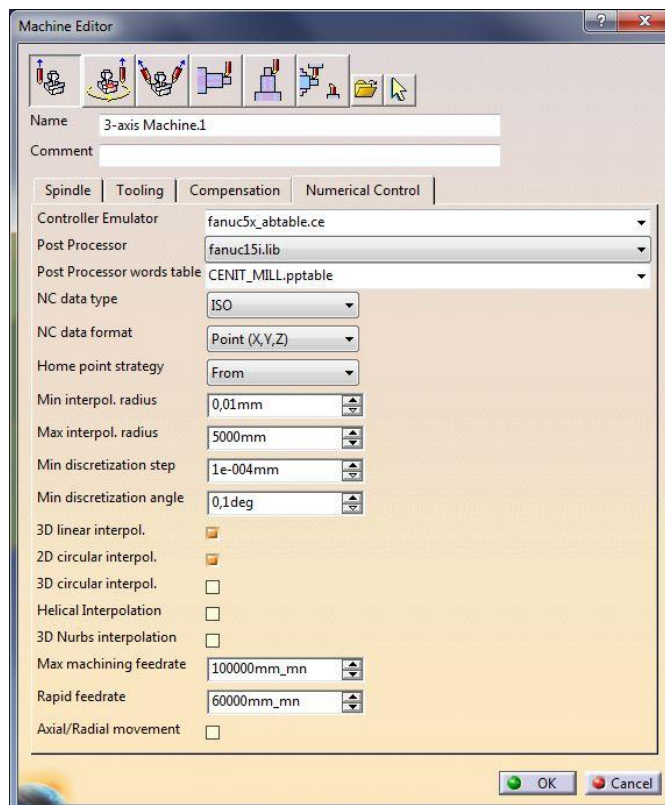 Machine Editor
Name 3-axis Machine.1
Comment
Spindle Tooling Compensation Numerical Control
Controller Emulator fanuc5x_abtable.ce
Post Processor fanuc15i.lib
Post Processor words table CENIT_MILL.pptable
NC data type ISO
NC data format Point (X,Y,Z)
Home point strategy From
Min interpol. radius 0,01mm
Max interpol. radius 5000mm
Min discretization step 1e-004mm
Min discretization angle 0,1deg
3D linear interpol.
2D circular interpol.
3D circular interpol.
Helical Interpolation
3D Nurbs interpolation
Max machining feedrate 100000mm_mn
Rapid feedrate 60000mm_mn
Axial/Radial movement
OK Cancel